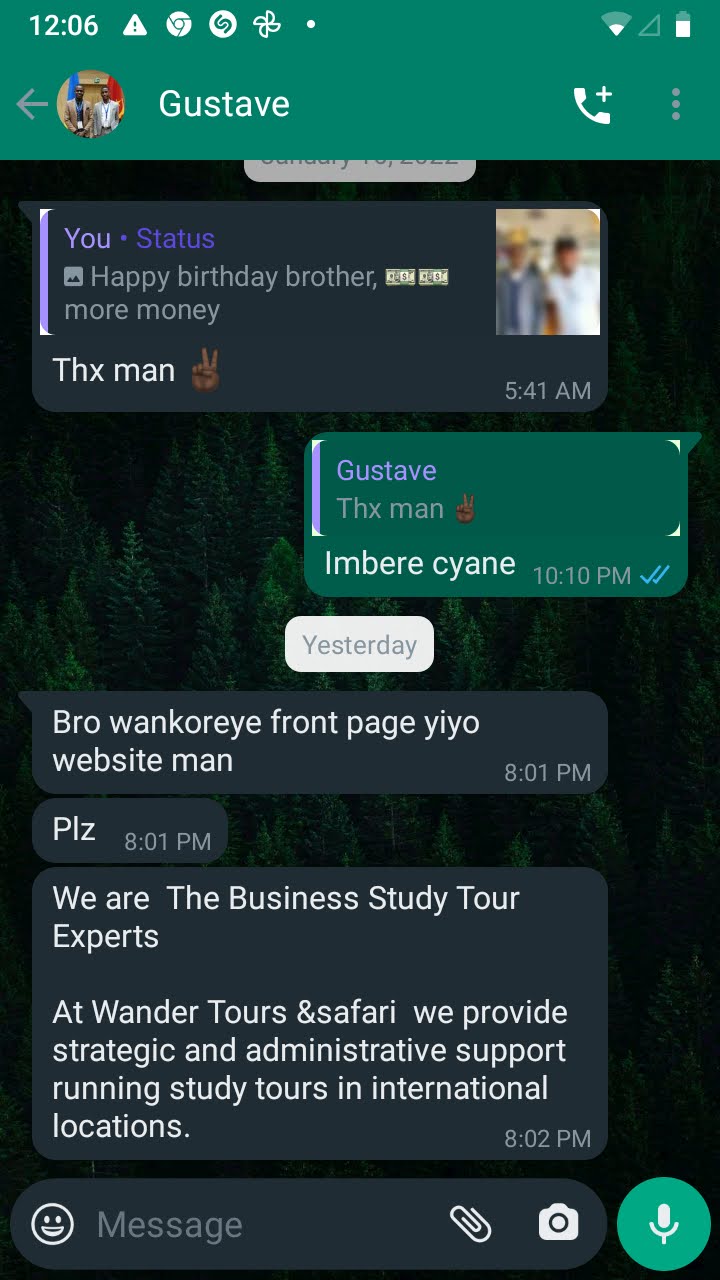 12:06
Gustave
January 10, 2022
You • Status
Happy birthday brother, 💵💵
more money
Thx man ✌🏿
5:41 AM
Gustave
Thx man ✌🏿
Imbere cyane 10:10 PM
Yesterday
Bro wankoreye front page yiyo
website man
8:01 PM
Plz 8:01 PM
We are The Business Study Tour
Experts
At Wander Tours &safari we provide
strategic and administrative support
running study tours in international
locations.
8:02 PM
Message